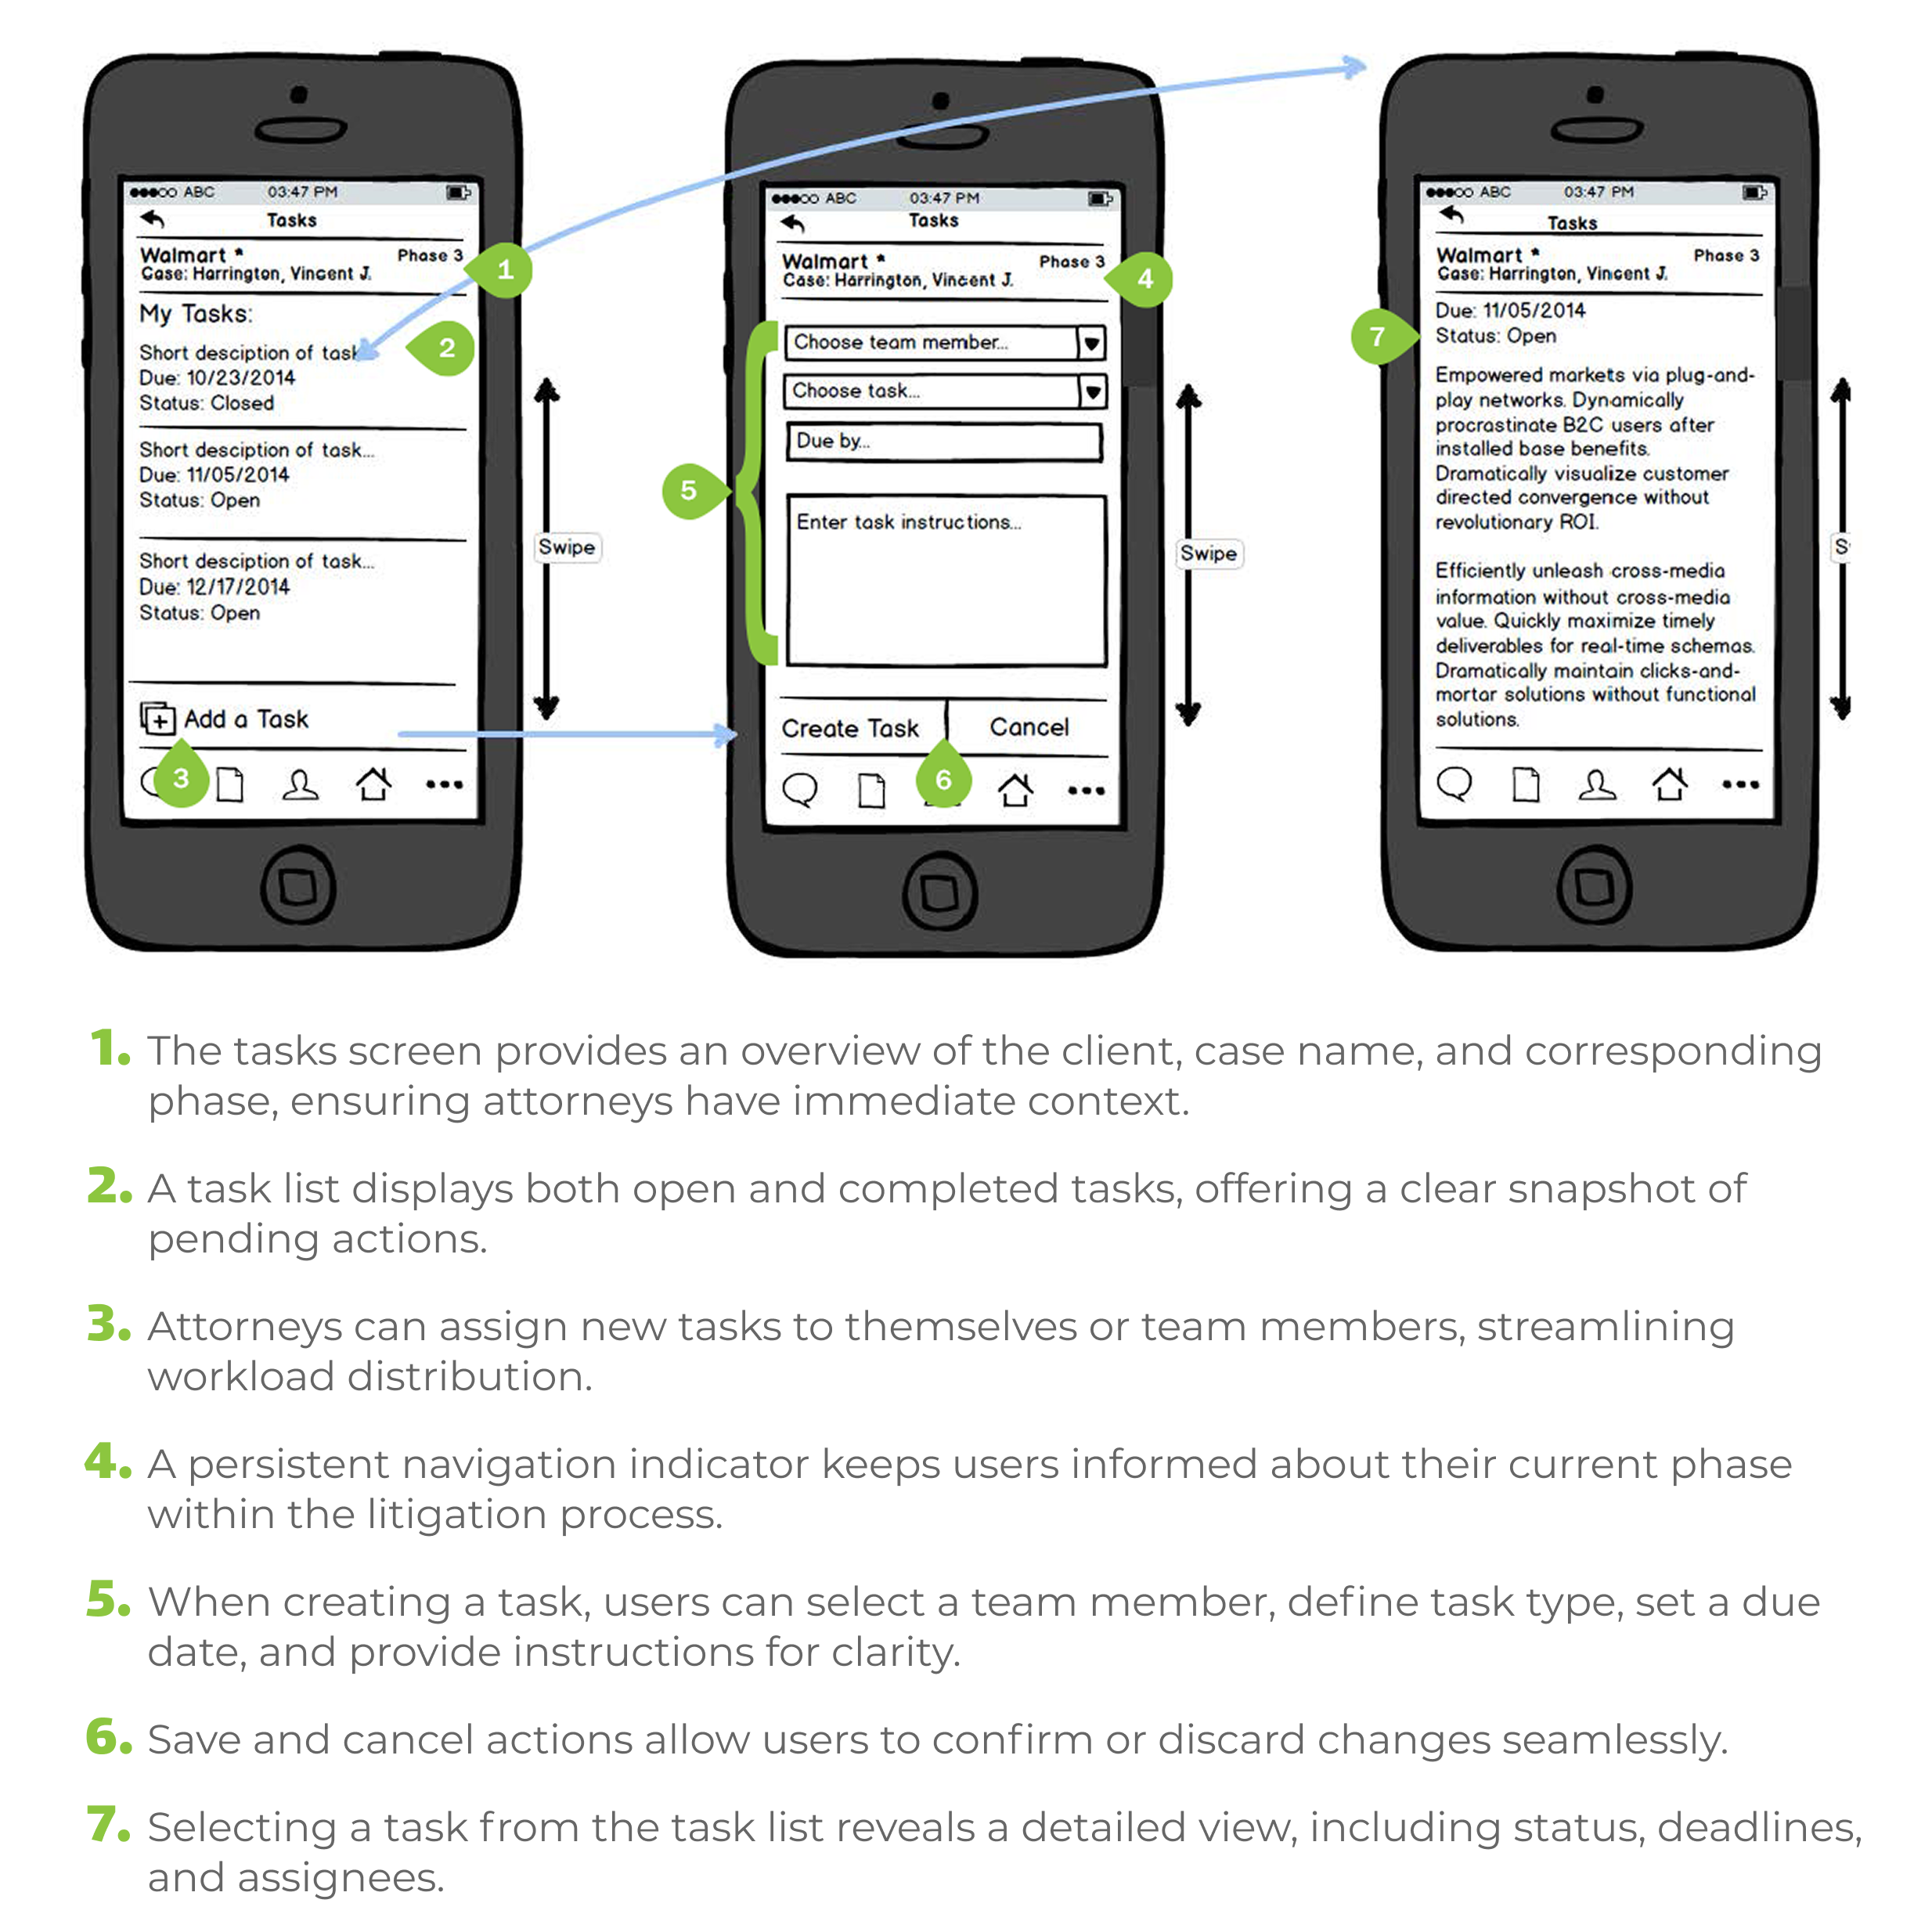 ABC 03:47 PM
Tasks
Walmart * Phase 3
Case: Harrington, Vincent J.
1
My Tasks:
2
Short desciption of task
Due: 10/23/2014
Status: Closed
Short desciption of task...
Due: 11/05/2014
Status: Open
Short desciption of task...
Due: 12/17/2014
Status: Open
Swipe
Add a Task
3
ABC 03:47 PM
Tasks
Walmart * Phase 3
Case: Harrington, Vincent J.
4
Choose team member...
Choose task...
Due by...
5
Enter task instructions...
Swipe
Create Task Cancel
6
ABC 03:47 PM
Tasks
Walmart * Phase 3
Case: Harrington, Vincent J.
Due: 11/05/2014
7
Status: Open
Empowered markets via plug-and-
play networks. Dynamically
procrastinate B2C users after
installed base benefits.
Dramatically visualize customer
directed convergence without
revolutionary ROI.
Efficiently unleash cross-media
information without cross-media
value. Quickly maximize timely
deliverables for real-time schemas.
Dramatically maintain clicks-and-
mortar solutions without functional
solutions.
S
1. The tasks screen provides an overview of the client, case name, and corresponding
phase, ensuring attorneys have immediate context.
2. A task list displays both open and completed tasks, offering a clear snapshot of
pending actions.
3. Attorneys can assign new tasks to themselves or team members, streamlining
workload distribution.
4. A persistent navigation indicator keeps users informed about their current phase
within the litigation process.
5. When creating a task, users can select a team member, define task type, set a due
date, and provide instructions for clarity.
6. Save and cancel actions allow users to confirm or discard changes seamlessly.
7. Selecting a task from the task list reveals a detailed view, including status, deadlines,
and assignees.